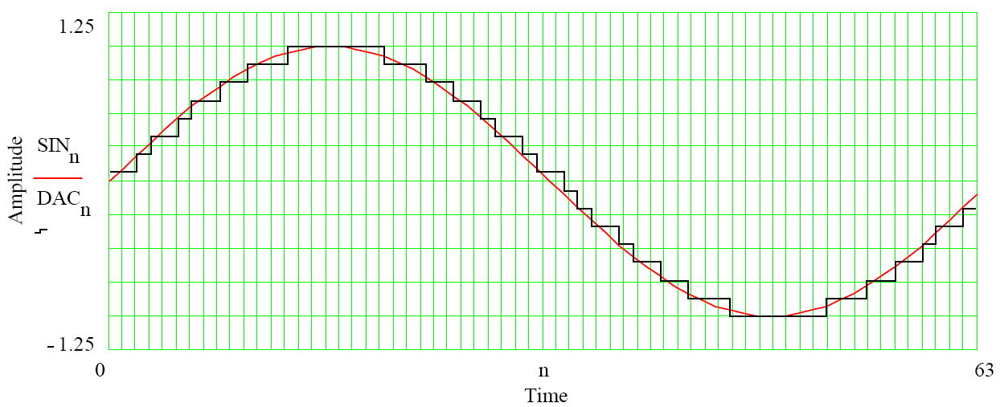 1.25
Amplitude
SINn
DACn
- 1.25
0
n
63
Time